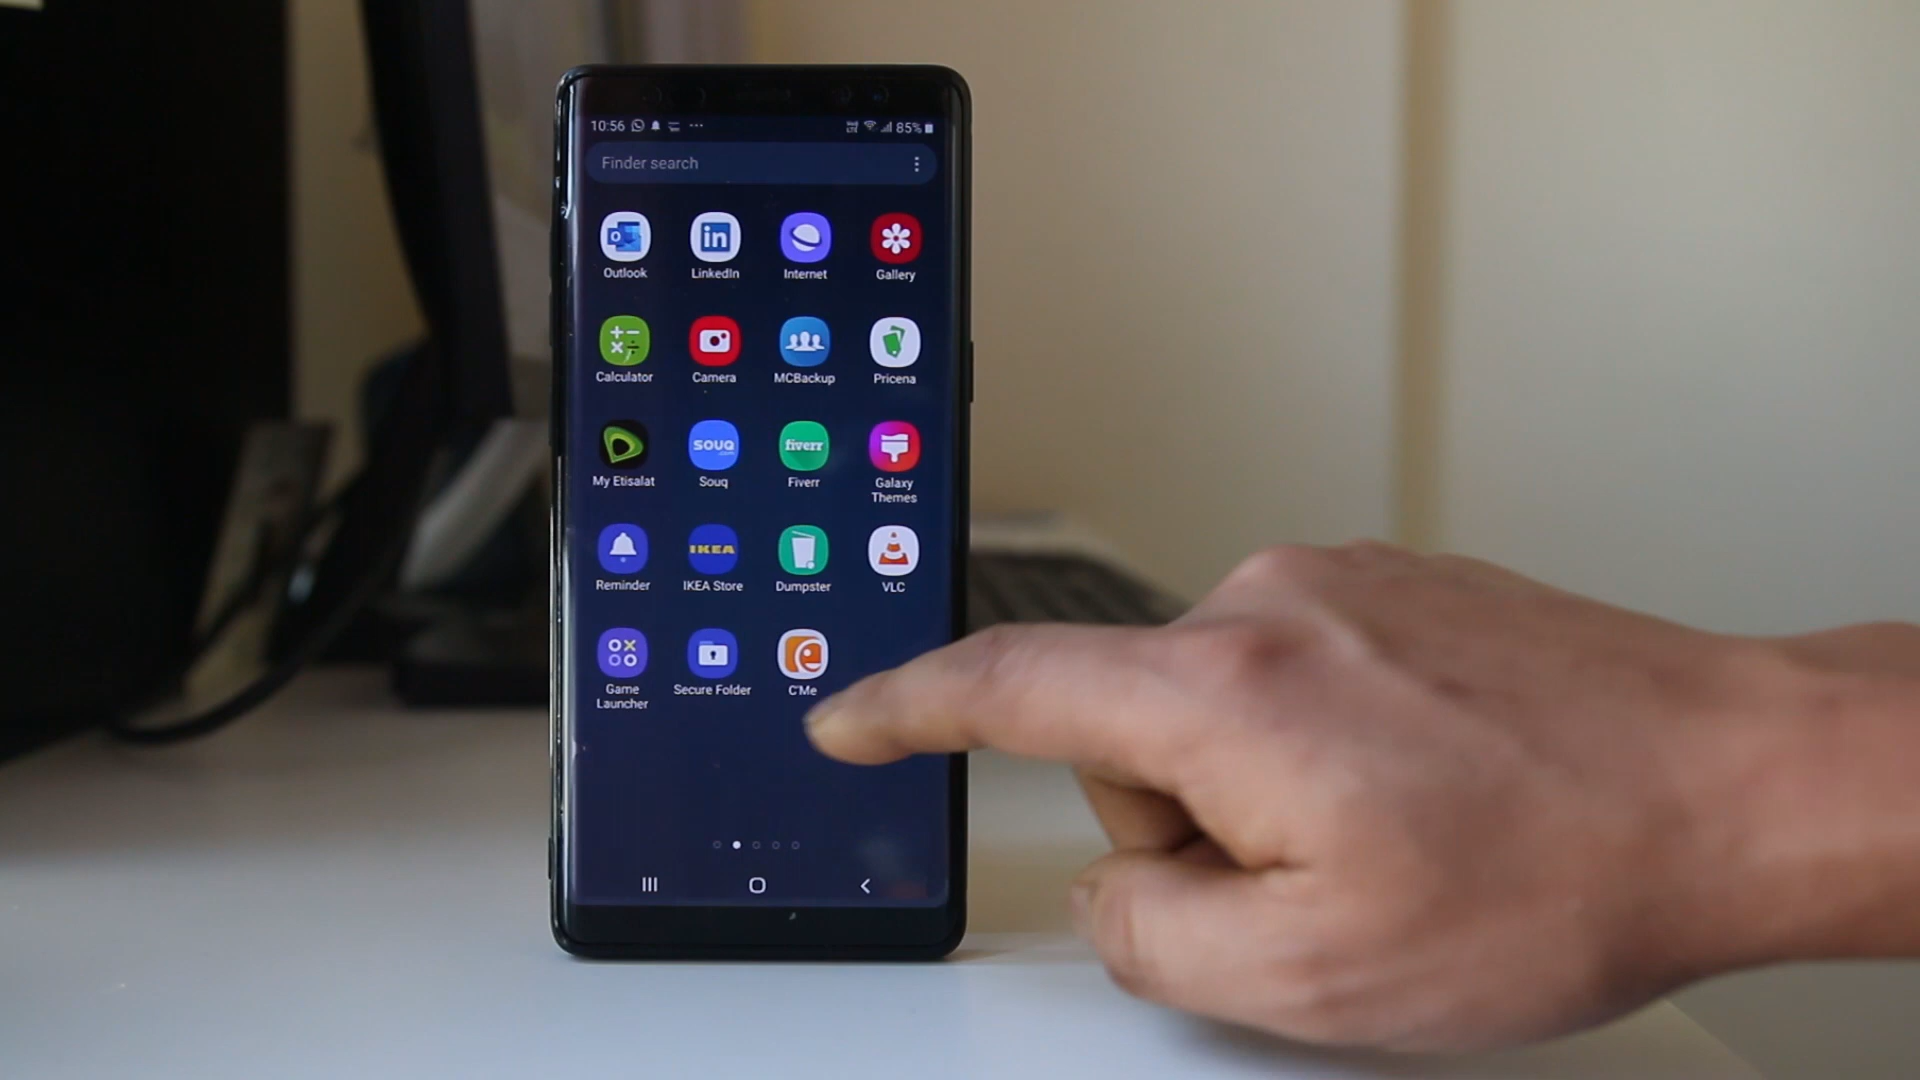 10:56 85%
Finder search
Outlook LinkedIn Internet Gallery
Calculator Camera MCBackup Pricena
souq .com fiverr
My Etisalat Souq Fiverr Galaxy Themes
IKEA
Reminder IKEA Store Dumpster VLC
Game Launcher Secure Folder C'Me